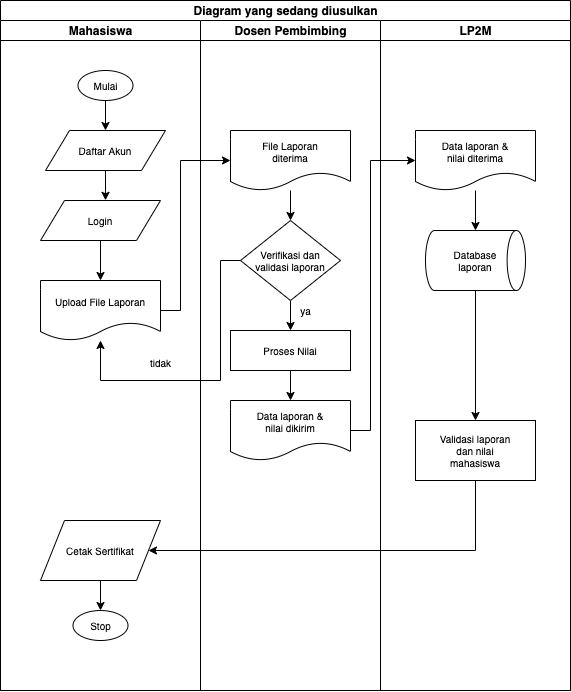 Diagram yang sedang diusulkan
Mahasiswa
Dosen Pembimbing
LP2M
Mulai
Daftar Akun
Login
Upload File Laporan
File Laporan
diterima
Verifikasi dan
validasi laporan
ya
tidak
Proses Nilai
Data laporan &
nilai dikirim
Data laporan &
nilai diterima
Database
laporan
Validasi laporan
dan nilai
mahasiswa
Cetak Sertifikat
Stop